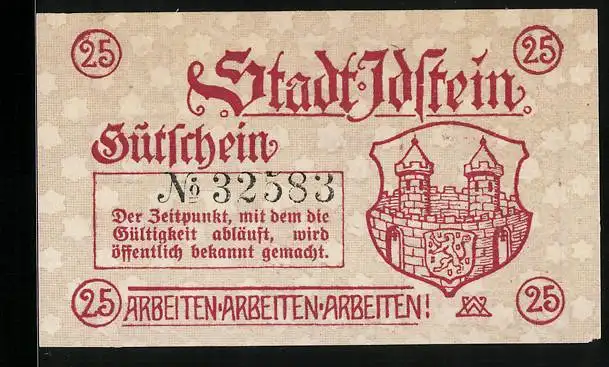 25
25
Stadt·Idstein
Gutschein
№ 32583
Der Zeitpunkt, mit dem die
Gültigkeit abläuft, wird
öffentlich bekannt gemacht.
25
ARBEITEN·ARBEITEN·ARBEITEN!
25